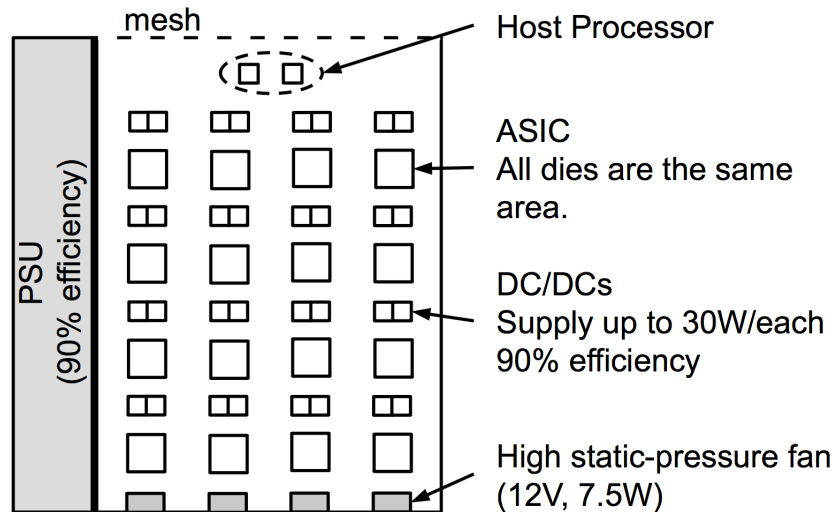 mesh
Host Processor
ASIC
All dies are the same
area.
PSU
(90% efficiency)
DC/DCs
Supply up to 30W/each
90% efficiency
High static-pressure fan
(12V, 7.5W)